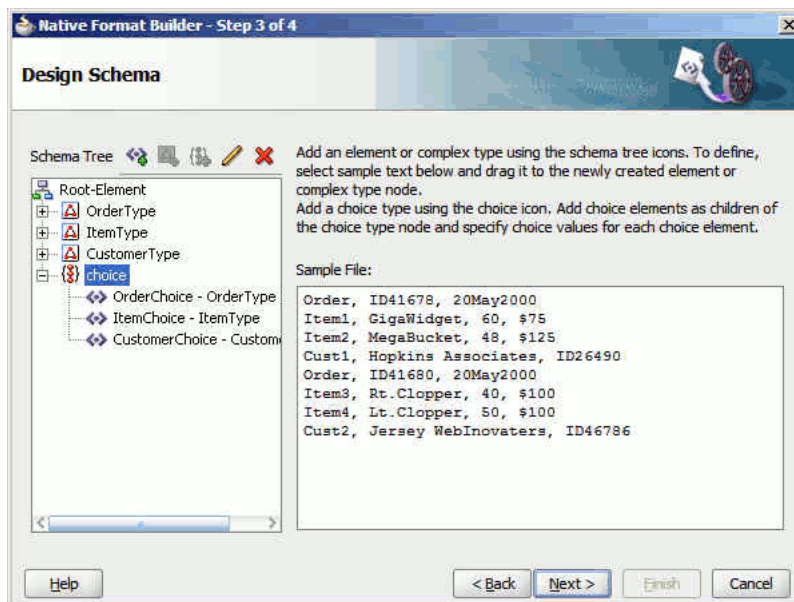 Native Format Builder - Step 3 of 4
Design Schema
Schema Tree
Root-Element
OrderType
ItemType
CustomerType
choice
OrderChoice - OrderType
ItemChoice - ItemType
CustomerChoice - Custom
Add an element or complex type using the schema tree icons. To define,
select sample text below and drag it to the newly created element or
complex type node.
Add a choice type using the choice icon. Add choice elements as children of
the choice type node and specify choice values for each choice element.
Sample File:
Order, ID41678, 20May2000
Item1, GigaWidget, 60, $75
Item2, MegaBucket, 48, $125
Cust1, Hopkins Associates, ID26490
Order, ID41680, 20May2000
Item3, Rt.Clopper, 40, $100
Item4, Lt.Clopper, 50, $100
Cust2, Jersey WebInovaters, ID46786
Help
< Back
Next >
Finish
Cancel